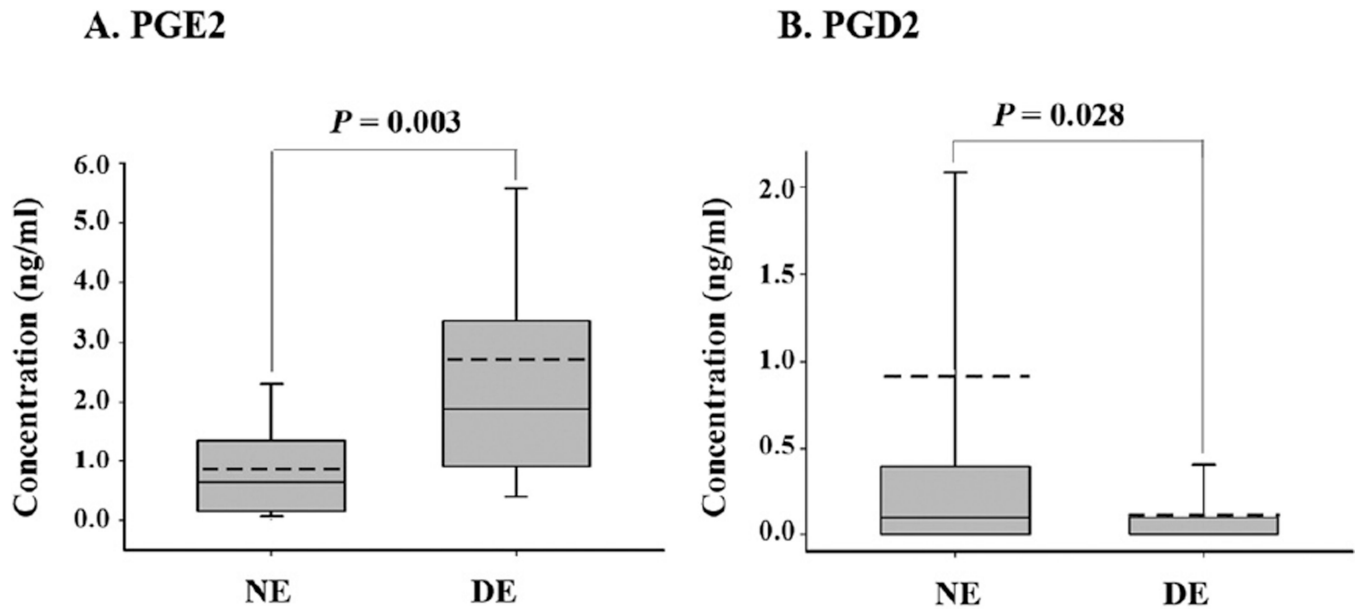 A. PGE2
P = 0.003
Concentration (ng/ml)
6.0
5.0
4.0
3.0
2.0
1.0
0.0
NE
DE
B. PGD2
P = 0.028
Concentration (ng/ml)
2.0
1.5
1.0
0.5
0.0
NE
DE